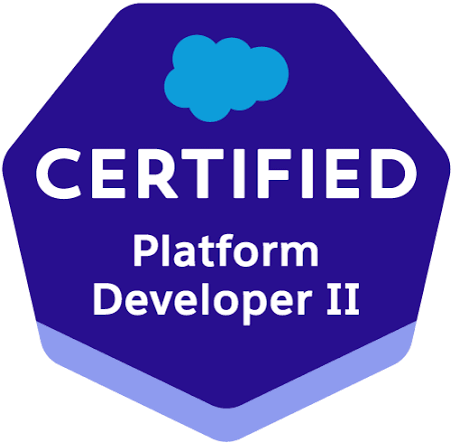 CERTIFIED
Platform
Developer II